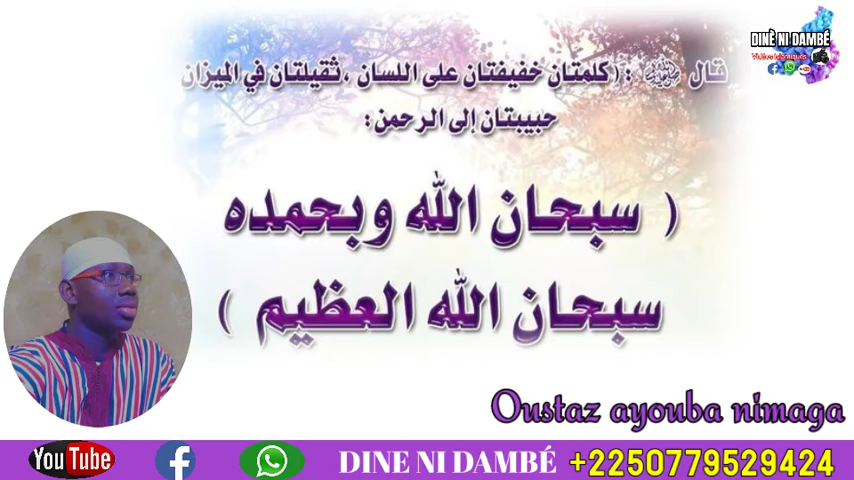 DINÈ NI DAMBÉ
قال ﷺ : ( كلمتان خفيفتان على اللسان ، ثقيلتان في الميزان
حبيبتان إلى الرحمن :
( سبحان الله وبحمده
سبحان الله العظيم )
Oustaz ayouba nimaga
YouTube DINE NI DAMBÉ +2250779529424